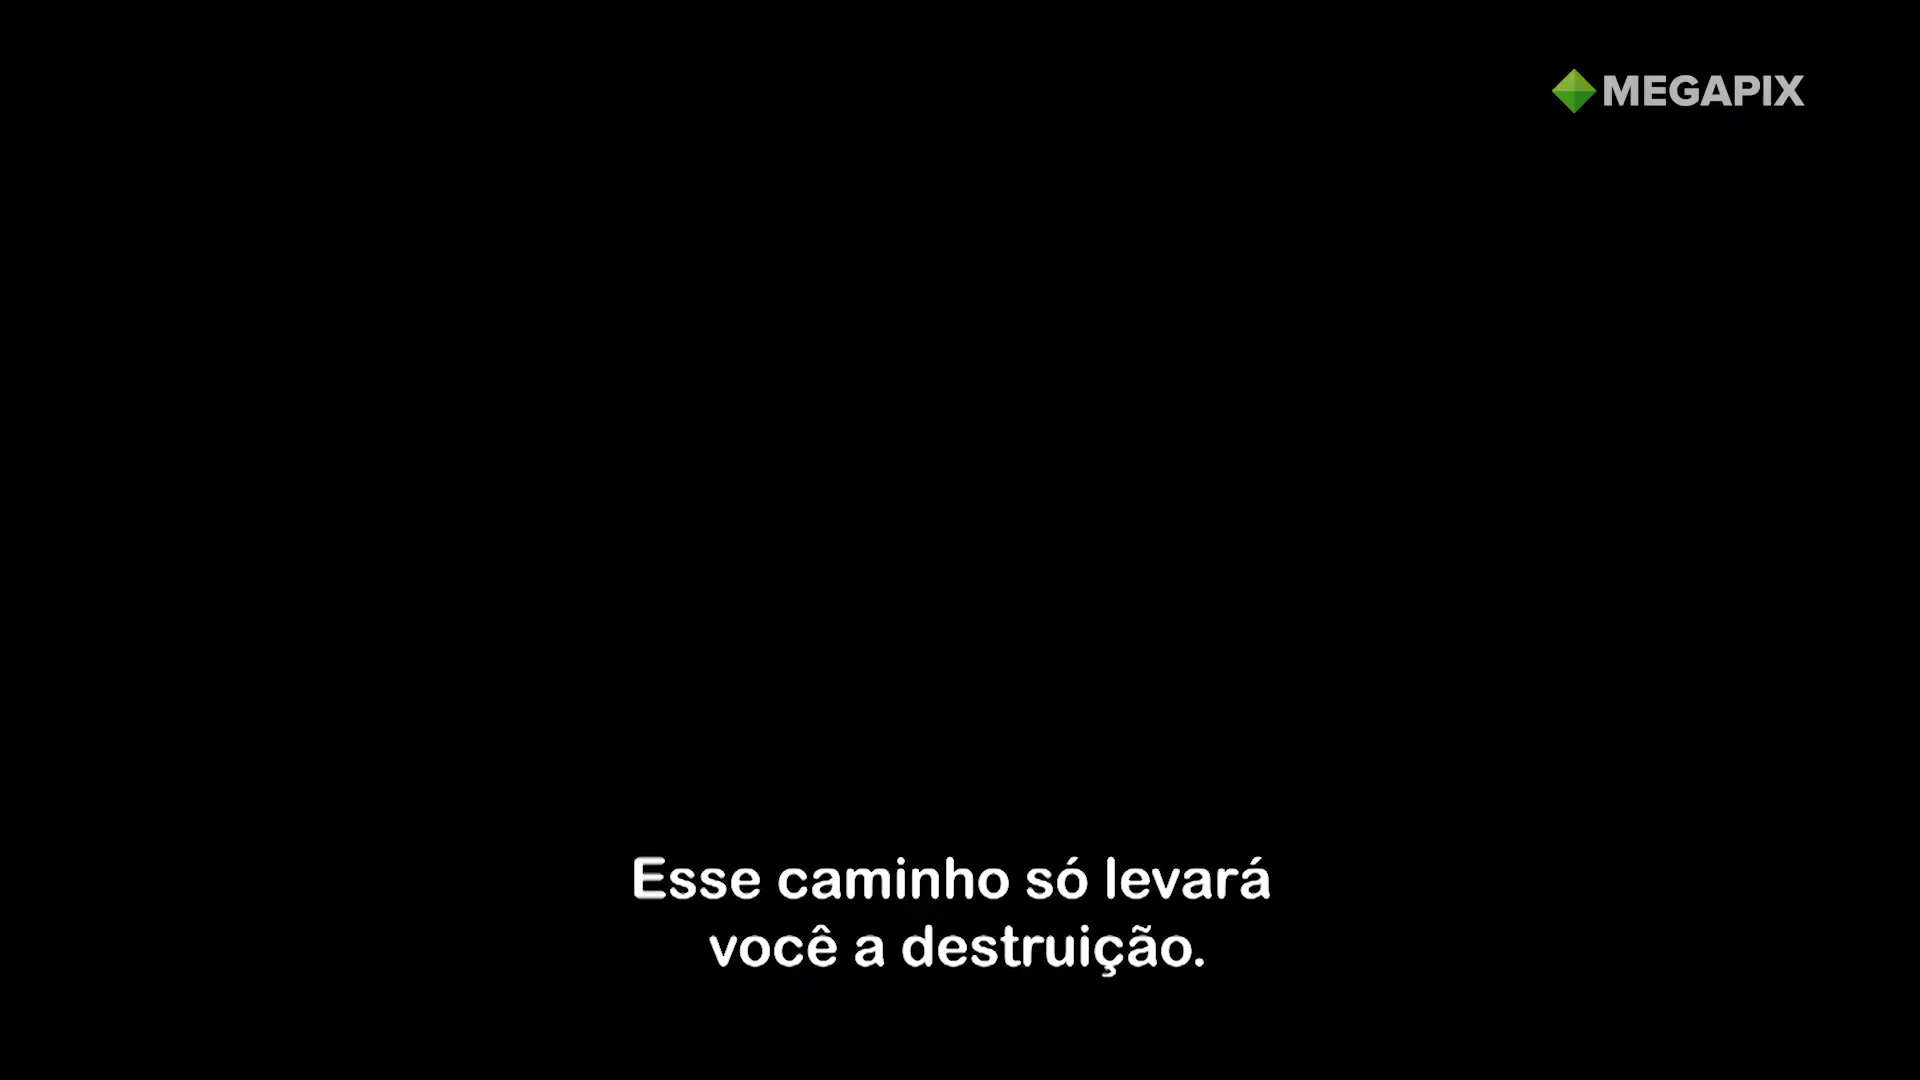 MEGAPIX
Esse caminho só levará
você a destruição.